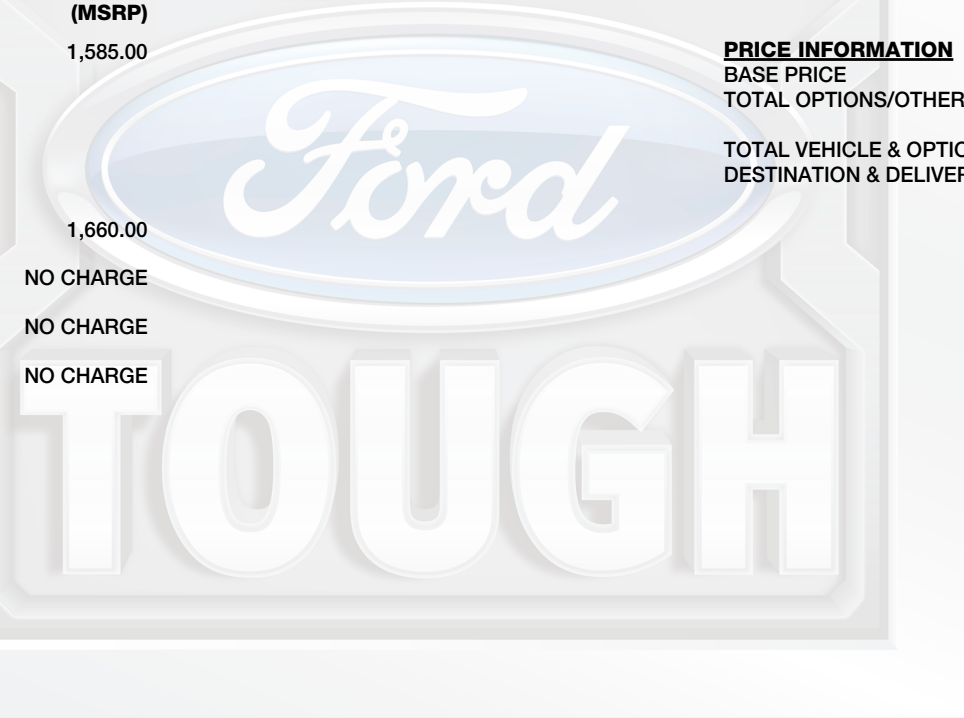 (MSRP)
1,585.00
1,660.00
NO CHARGE
NO CHARGE
NO CHARGE
PRICE INFORMATION
BASE PRICE
TOTAL OPTIONS/OTHER
TOTAL VEHICLE & OPTIO
DESTINATION & DELIVER
Ford
TOUGH